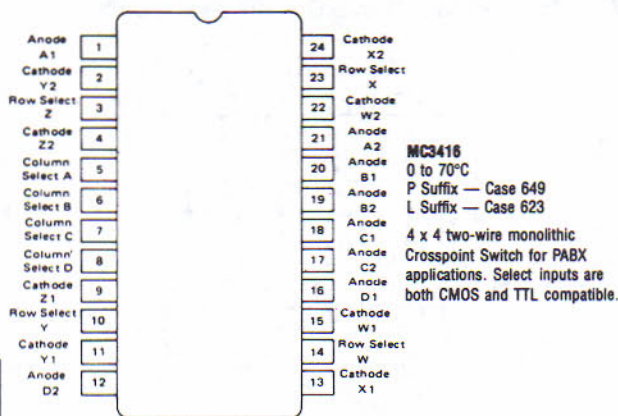 Anode
A1
1
Cathode
Y2
2
Row Select
Z
3
Cathode
Z2
4
Column
Select A
5
Column
Select B
6
Column
Select C
7
Column'
Select D
8
Cathode
Z1
9
Row Select
Y
10
Cathode
Y1
11
Anode
D2
12
24
Cathode
X2
23
Row Select
X
22
Cathode
W2
21
Anode
A2
20
Anode
B1
19
Anode
B2
18
Anode
C1
17
Anode
C2
16
Anode
D1
15
Cathode
W1
14
Row Select
W
13
Cathode
X1
MC3416
0 to 70°C
P Suffix — Case 649
L Suffix — Case 623
4 x 4 two-wire monolithic
Crosspoint Switch for PABX
applications. Select inputs are
both CMOS and TTL compatible.